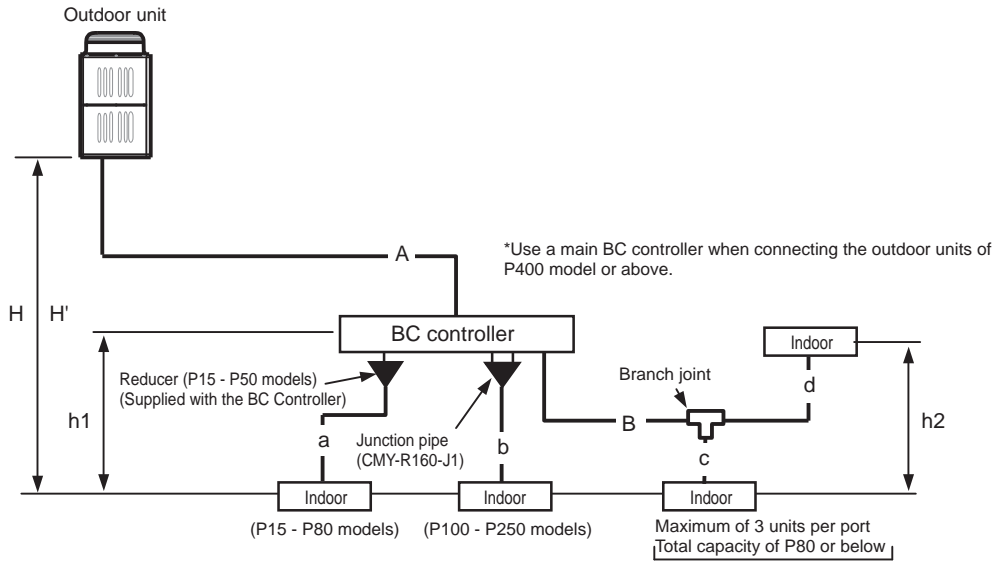 Outdoor unit
A
*Use a main BC controller when connecting the outdoor units of
P400 model or above.
H
H'
BC controller
Indoor
Reducer (P15 - P50 models)
(Supplied with the BC Controller)
Branch joint
d
h1
h2
a
Junction pipe
(CMY-R160-J1)
b
B
c
Indoor
Indoor
Indoor
(P15 - P80 models)
(P100 - P250 models)
Maximum of 3 units per port
Total capacity of P80 or below